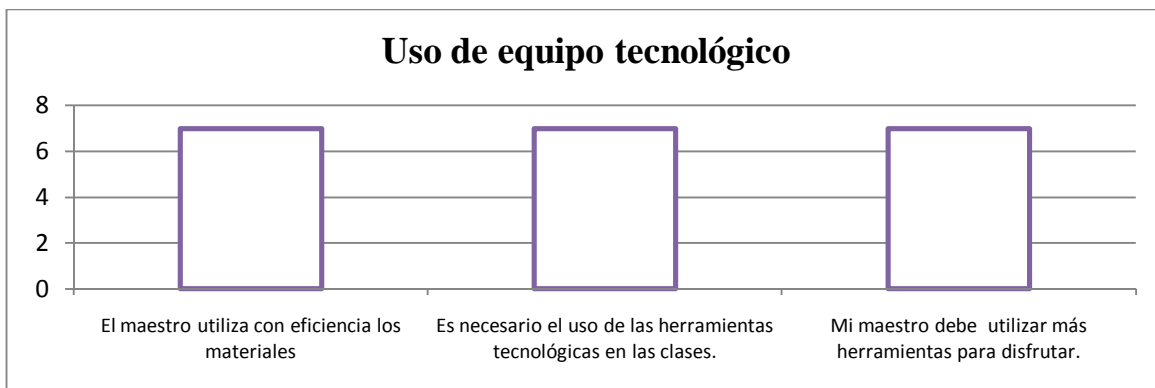 Uso de equipo tecnológico
8
6
4
2
0
El maestro utiliza con eficiencia los
materiales
Es necesario el uso de las herramientas
tecnológicas en las clases.
Mi maestro debe  utilizar más
herramientas para disfrutar.